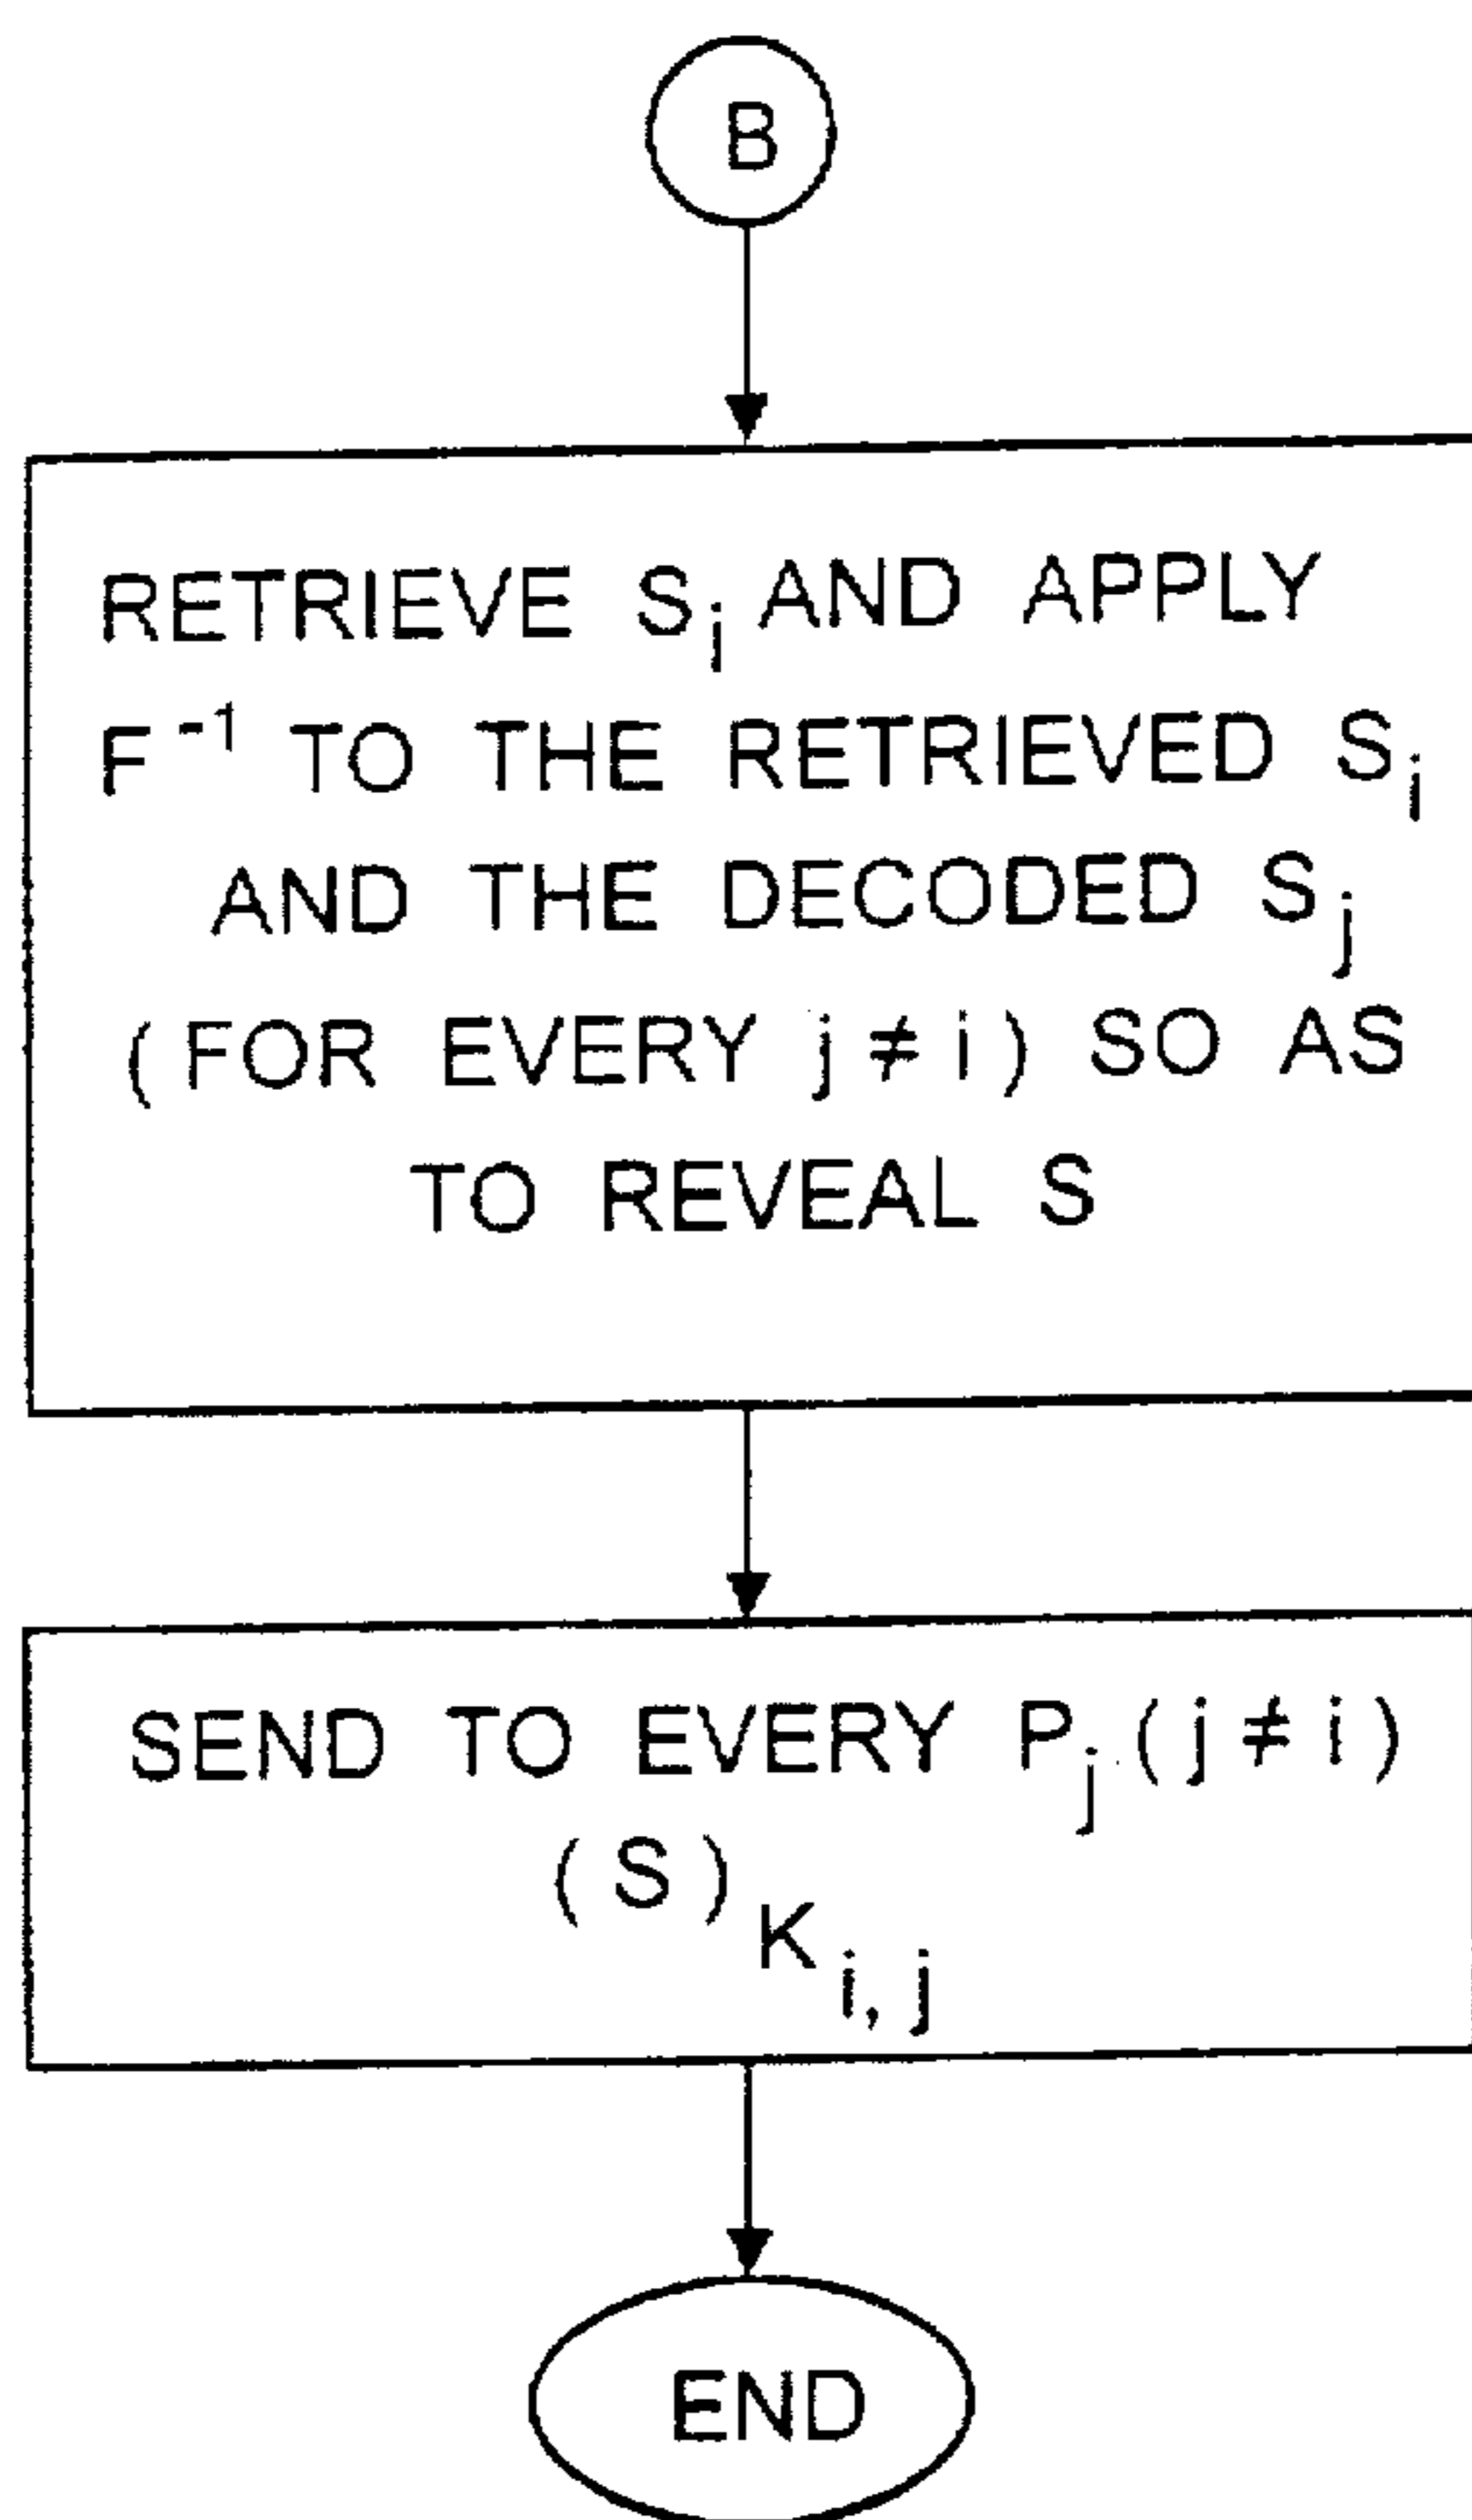 B
RETRIEVE Sᵢ AND APPLY
F⁻¹ TO THE RETRIEVED Sᵢ
AND THE DECODED Sⱼ
(FOR EVERY j ≠ i) SO AS
TO REVEAL S
SEND TO EVERY Pⱼ (j ≠ i)
(S) K i, j
END